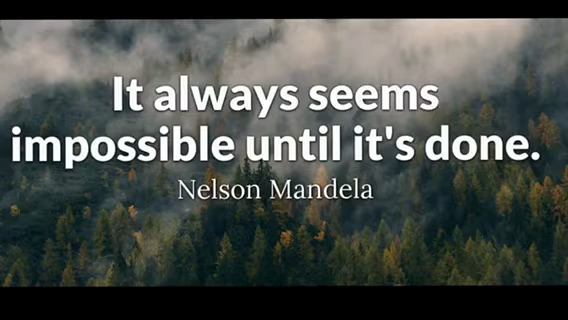 It always seems
impossible until it's done.
Nelson Mandela